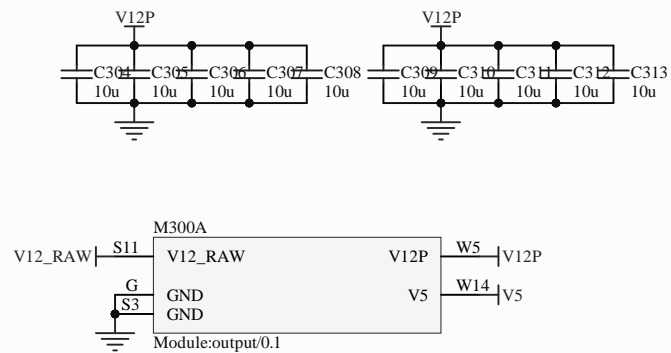 V12P V12P
C304 C305 C306 C307 C308 C309 C310 C311 C312 C313
10u 10u 10u 10u 10u 10u 10u 10u 10u 10u
M300A
V12_RAW S11 V12_RAW V12P W5 V12P
G GND V5 W14 V5
S3 GND
Module:output/0.1